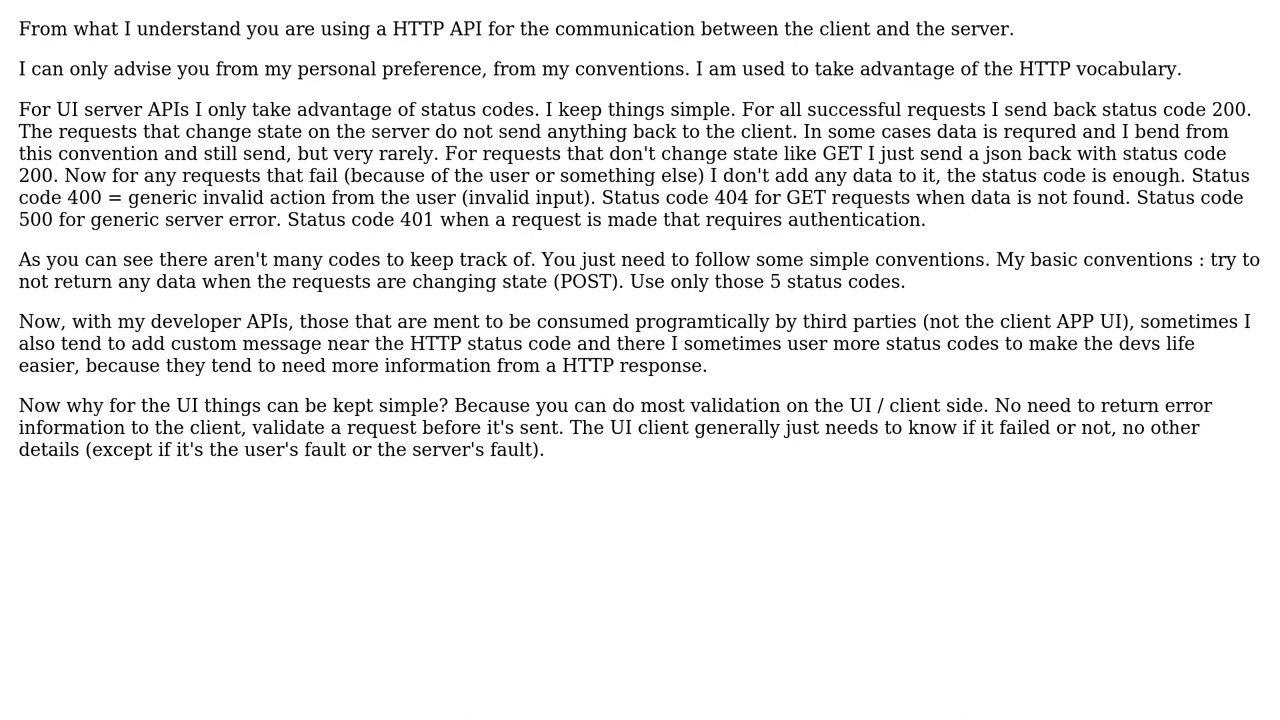 From what I understand you are using a HTTP API for the communication between the client and the server.
I can only advise you from my personal preference, from my conventions. I am used to take advantage of the HTTP vocabulary.
For UI server APIs I only take advantage of status codes. I keep things simple. For all successful requests I send back status code 200.
The requests that change state on the server do not send anything back to the client. In some cases data is requred and I bend from
this convention and still send, but very rarely. For requests that don't change state like GET I just send a json back with status code
200. Now for any requests that fail (because of the user or something else) I don't add any data to it, the status code is enough. Status
code 400 = generic invalid action from the user (invalid input). Status code 404 for GET requests when data is not found. Status code
500 for generic server error. Status code 401 when a request is made that requires authentication.
As you can see there aren't many codes to keep track of. You just need to follow some simple conventions. My basic conventions : try to
not return any data when the requests are changing state (POST). Use only those 5 status codes.
Now, with my developer APIs, those that are ment to be consumed programtically by third parties (not the client APP UI), sometimes I
also tend to add custom message near the HTTP status code and there I sometimes user more status codes to make the devs life
easier, because they tend to need more information from a HTTP response.
Now why for the UI things can be kept simple? Because you can do most validation on the UI / client side. No need to return error
information to the client, validate a request before it's sent. The UI client generally just needs to know if it failed or not, no other
details (except if it's the user's fault or the server's fault).